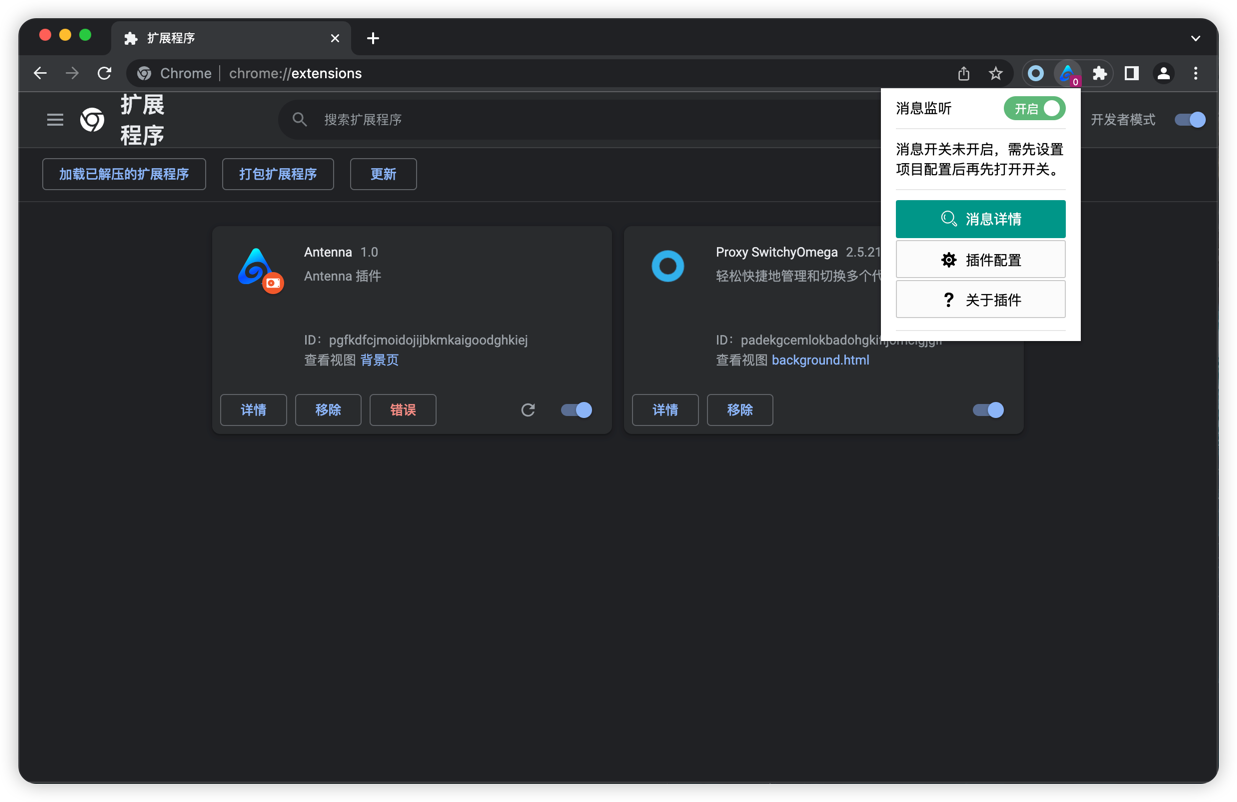 扩展程序
Chrome
chrome://extensions
0
扩展
程序
搜索扩展程序
开发者模式
消息监听
开启
消息开关未开启，需先设置
项目配置后再先打开开关。
消息详情
插件配置
关于插件
加载已解压的扩展程序
打包扩展程序
更新
Antenna 1.0
Antenna 插件
ID：pgfkdfcjmoidojijbkmkaigoodghkiej
查看视图 背景页
详情
移除
错误
Proxy SwitchyOmega 2.5.21
轻松快捷地管理和切换多个代
查看视图 background.html
详情
移除